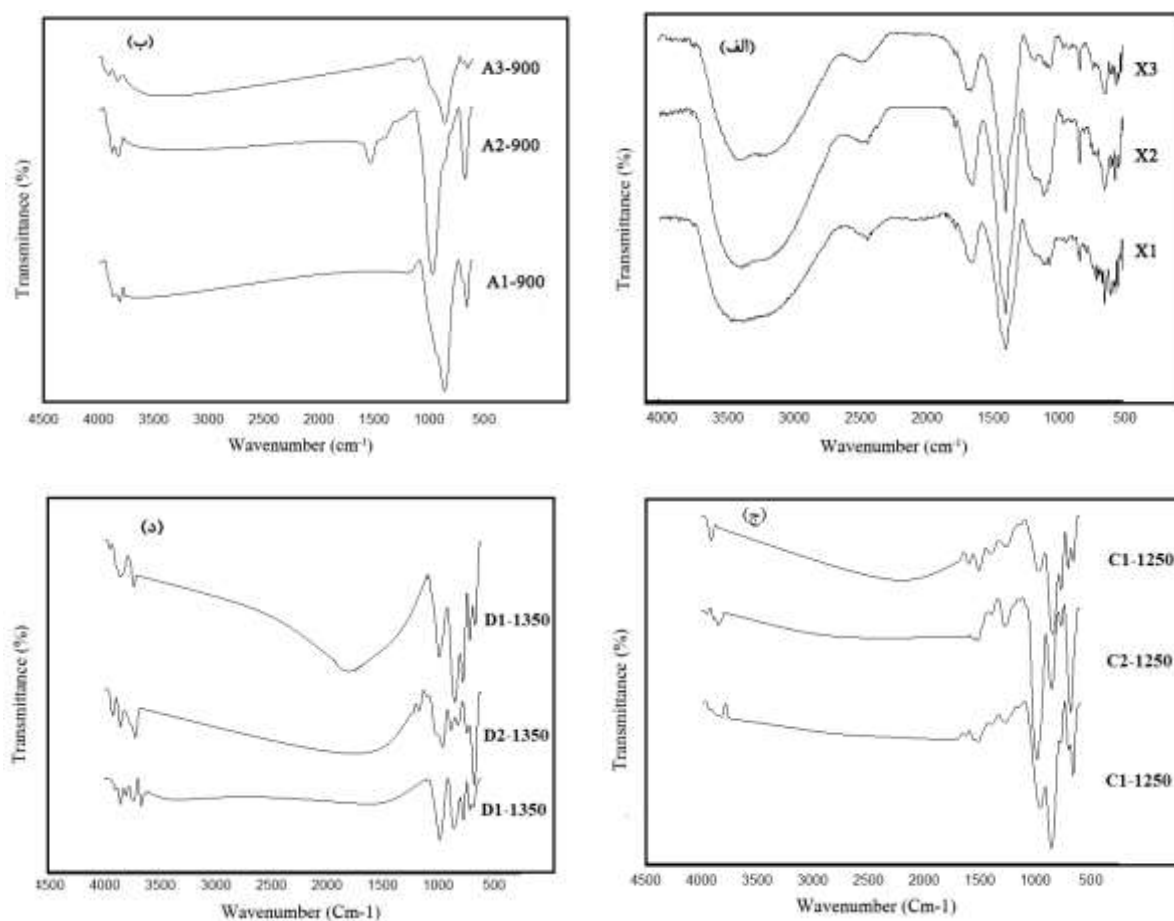 (ب)
A3-900
A2-900
A1-900
Transmittance (%)
4500 4000 3500 3000 2500 2000 1500 1000 500
Wavenumber (cm⁻¹)
(الف)
X3
X2
X1
Transmittance (%)
4000 3500 3000 2500 2000 1500 1000 500
Wavenumber (cm⁻¹)
(د)
D1-1350
D2-1350
D1-1350
Transmittance (%)
4500 4000 3500 3000 2500 2000 1500 1000 500
Wavenumber (Cm-1)
(ج)
C1-1250
C2-1250
C1-1250
Transmittance (%)
4500 4000 3500 3000 2500 2000 1500 1000 500
Wavenumber (Cm-1)